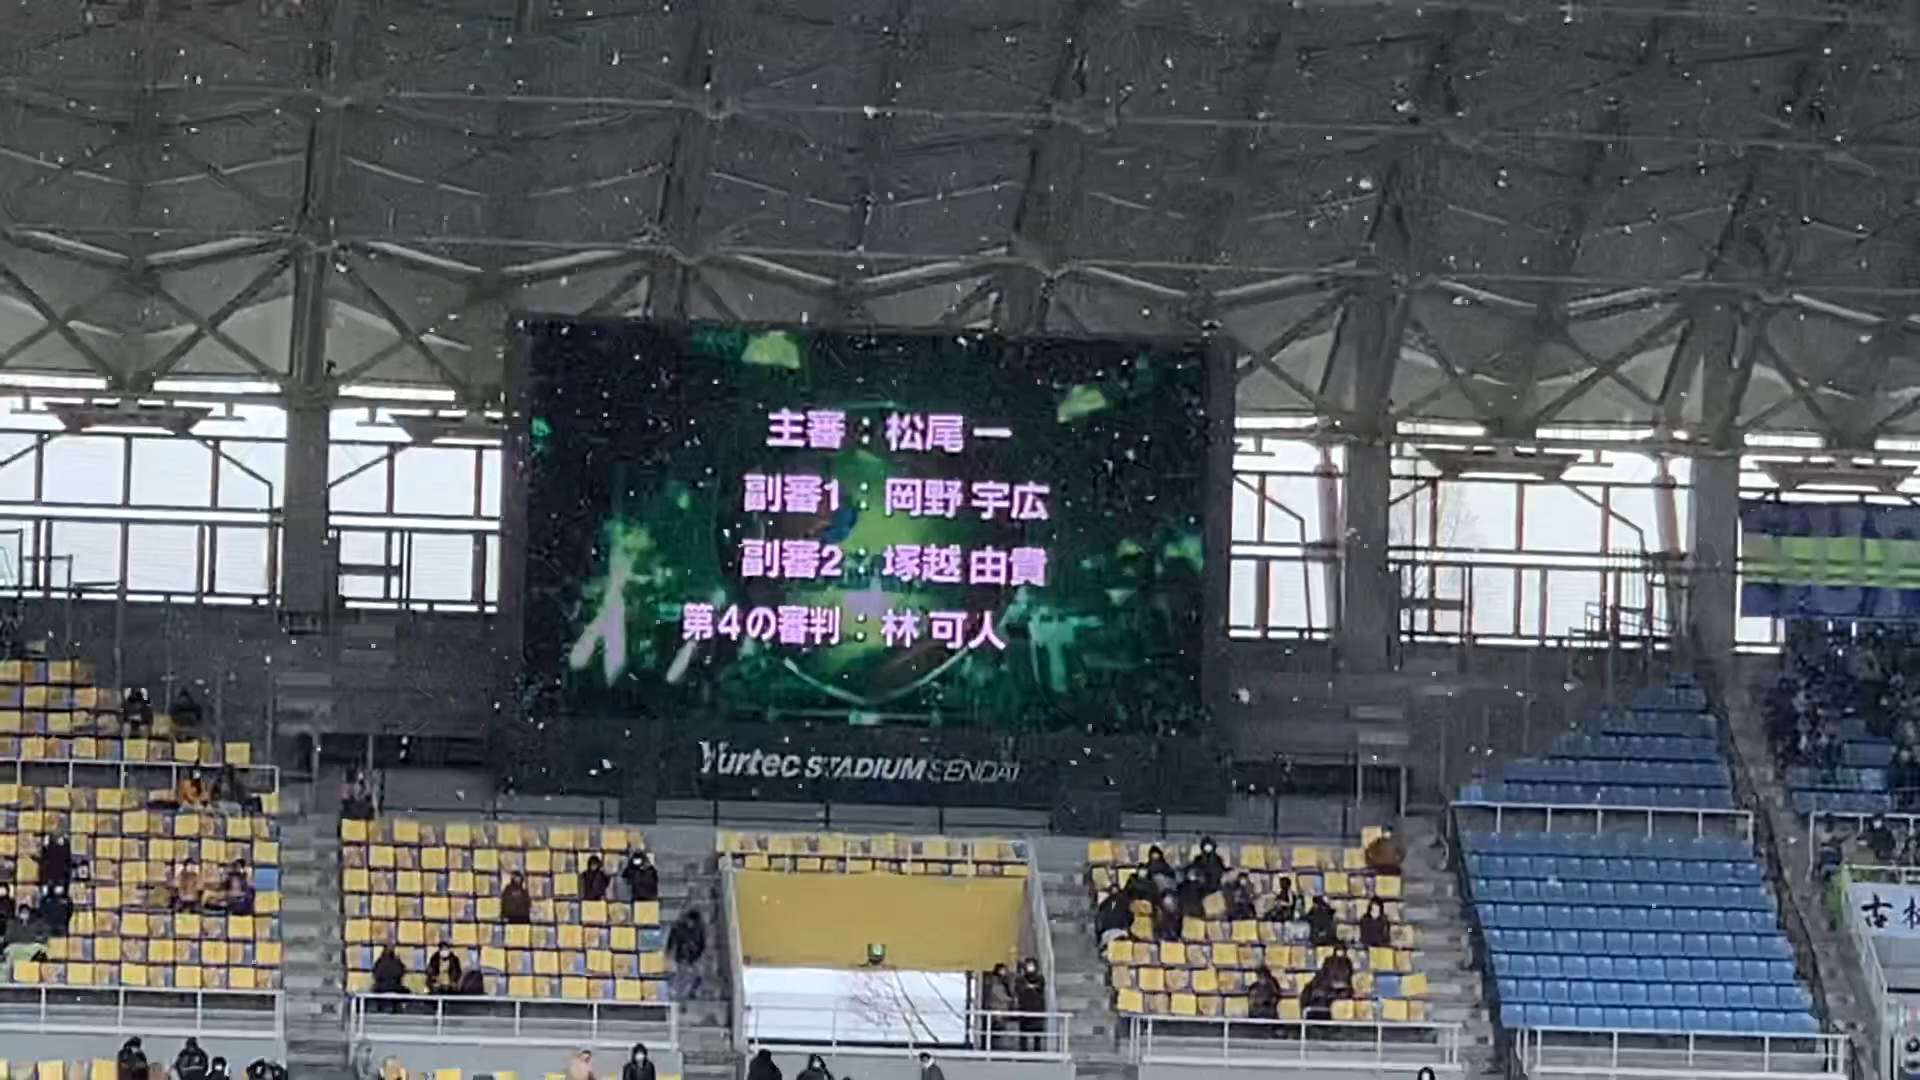 主審：松尾 一
副審1：岡野 宇広
副審2：塚越 由貴
第4の審判：林 可人
Yurtec STADIUM SENDAI
古